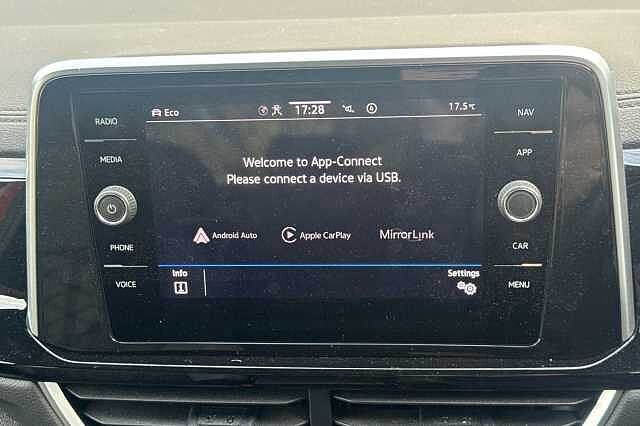 RADIO
MEDIA
PHONE
VOICE
Eco
17:28
17.5°C
Welcome to App-Connect
Please connect a device via USB.
Android Auto
Apple CarPlay
MirrorLink
Info
Settings
NAV
APP
CAR
MENU